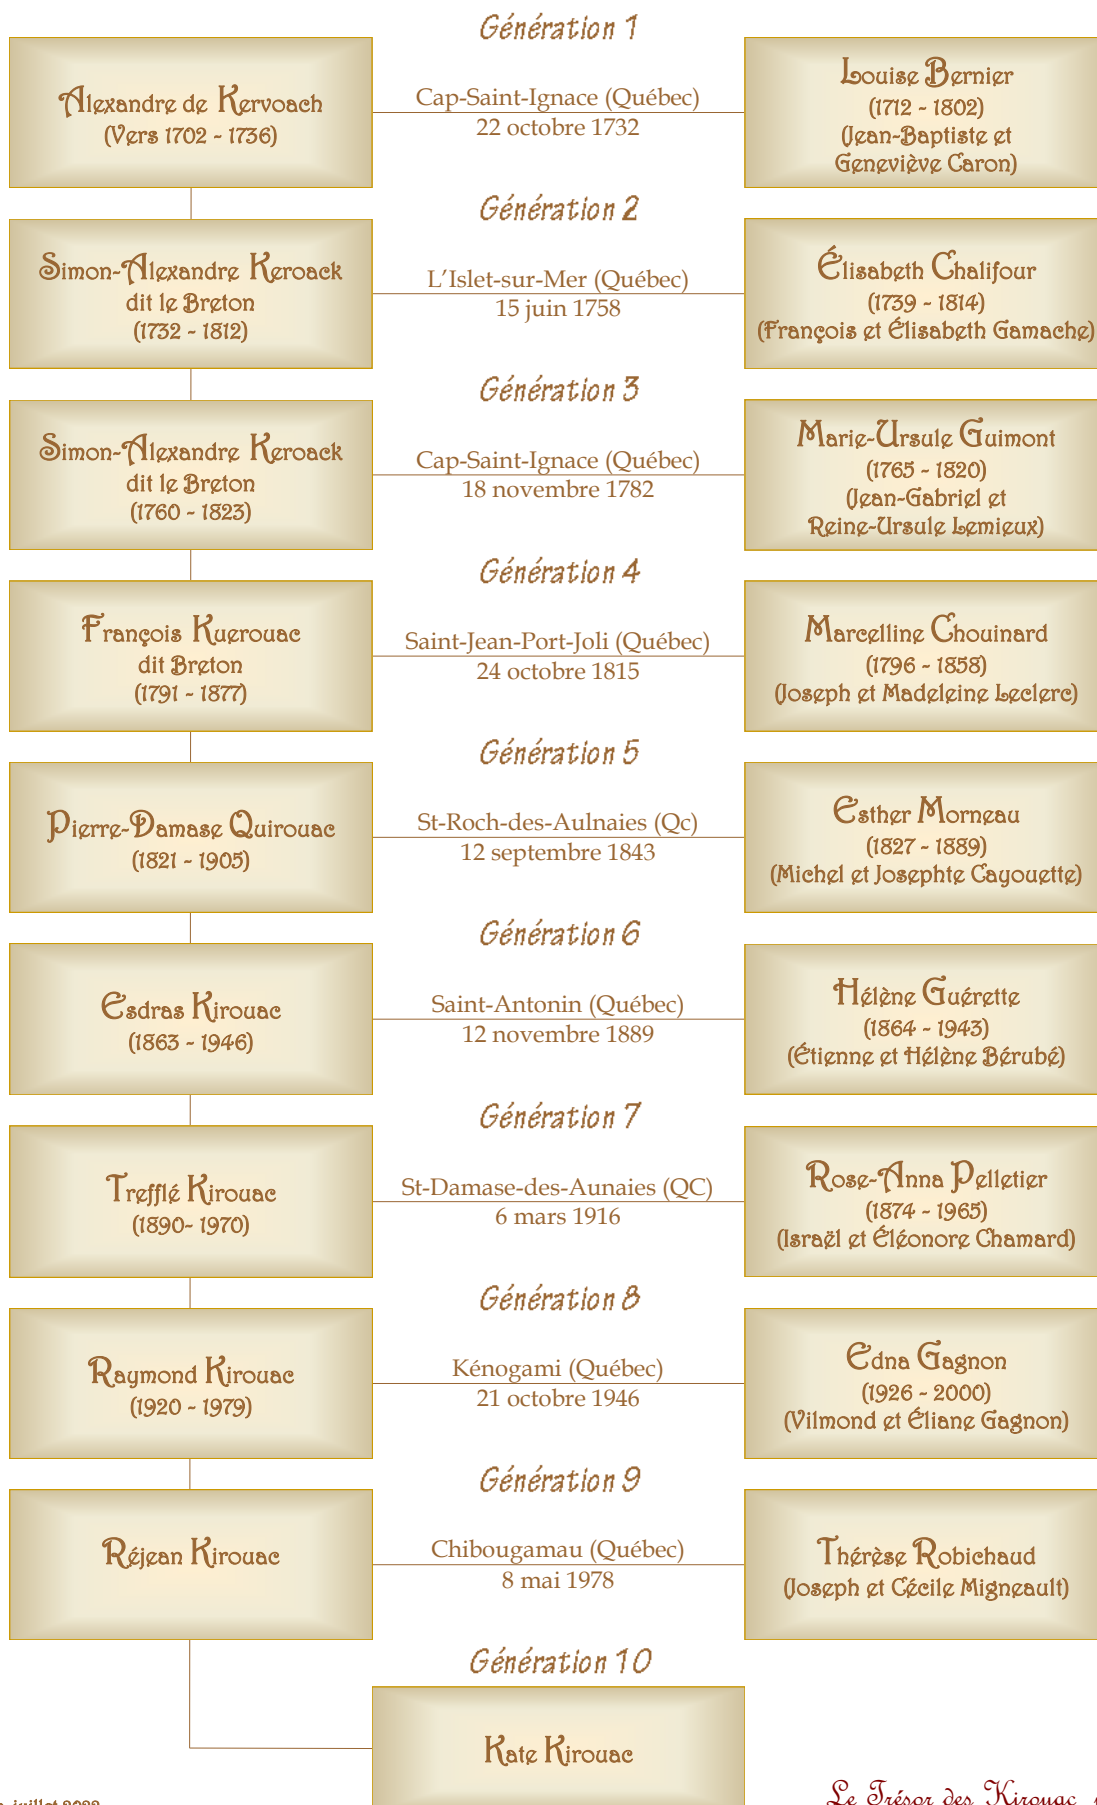 Génération 1
Alexandre de Kervoach
(Vers 1702 - 1736)
Cap-Saint-Ignace (Québec)
22 octobre 1732
Louise Bernier
(1712 - 1802)
(Jean-Baptiste et
Geneviève Caron)
Génération 2
Simon-Alexandre Keroack
dit le Breton
(1732 - 1812)
L'Islet-sur-Mer (Québec)
15 juin 1758
Élisabeth Chalifour
(1739 - 1814)
(François et Élisabeth Gamache)
Génération 3
Simon-Alexandre Keroack
dit le Breton
(1760 - 1823)
Cap-Saint-Ignace (Québec)
18 novembre 1782
Marie-Ursule Guimont
(1765 - 1820)
(Jean-Gabriel et
Reine-Ursule Lemieux)
Génération 4
François Kuerouac
dit Breton
(1791 - 1877)
Saint-Jean-Port-Joli (Québec)
24 octobre 1815
Marcelline Chouinard
(1796 - 1858)
(Joseph et Madeleine Leclerc)
Génération 5
Pierre-Damase Quirouac
(1821 - 1905)
St-Roch-des-Aulnaies (Qc)
12 septembre 1843
Esther Morneau
(1827 - 1889)
(Michel et Josephte Cayouette)
Génération 6
Esdras Kirouac
(1863 - 1946)
Saint-Antonin (Québec)
12 novembre 1889
Hélène Guérette
(1864 - 1943)
(Étienne et Hélène Bérubé)
Génération 7
Trefflé Kirouac
(1890- 1970)
St-Damase-des-Aunaies (QC)
6 mars 1916
Rose-Anna Pelletier
(1874 - 1965)
(Israël et Éléonore Chamard)
Génération 8
Raymond Kirouac
(1920 - 1979)
Kénogami (Québec)
21 octobre 1946
Edna Gagnon
(1926 - 2000)
(Vilmond et Éliane Gagnon)
Génération 9
Réjean Kirouac
Chibougamau (Québec)
8 mai 1978
Thérèse Robichaud
(Joseph et Cécile Migneault)
Génération 10
Kate Kirouac
juillet 2022
Le Trésor des Kirouac